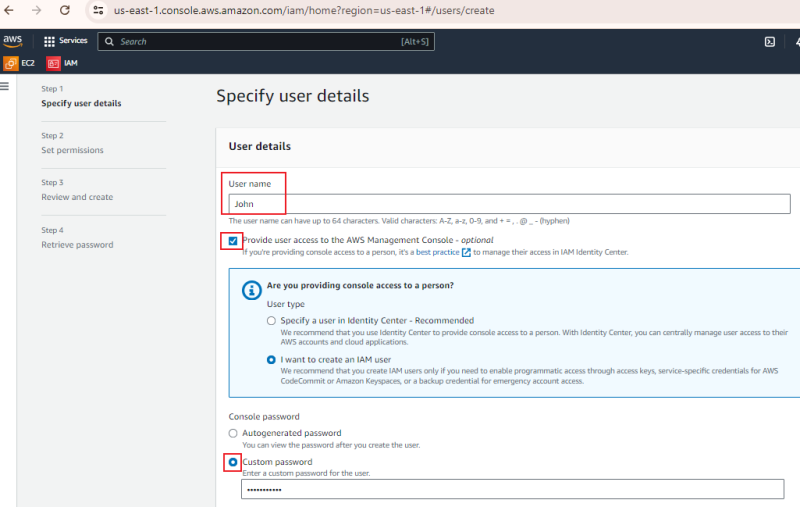 us-east-1.console.aws.amazon.com/iam/home?region=us-east-1#/users/create
aws
Services
Search
[Alt+S]
EC2
IAM
Step 1
Specify user details
Step 2
Set permissions
Step 3
Review and create
Step 4
Retrieve password
Specify user details
User details
User name
John
The user name can have up to 64 characters. Valid characters: A-Z, a-z, 0-9, and + = , . @ _ - (hyphen)
Provide user access to the AWS Management Console - optional
If you're providing console access to a person, it's a best practice to manage their access in IAM Identity Center.
Are you providing console access to a person?
User type
Specify a user in Identity Center - Recommended
We recommend that you use Identity Center to provide console access to a person. With Identity Center, you can centrally manage user access to their
AWS accounts and cloud applications.
I want to create an IAM user
We recommend that you create IAM users only if you need to enable programmatic access through access keys, service-specific credentials for AWS
CodeCommit or Amazon Keyspaces, or a backup credential for emergency account access.
Console password
Autogenerated password
You can view the password after you create the user.
Custom password
Enter a custom password for the user.
•••••••••••